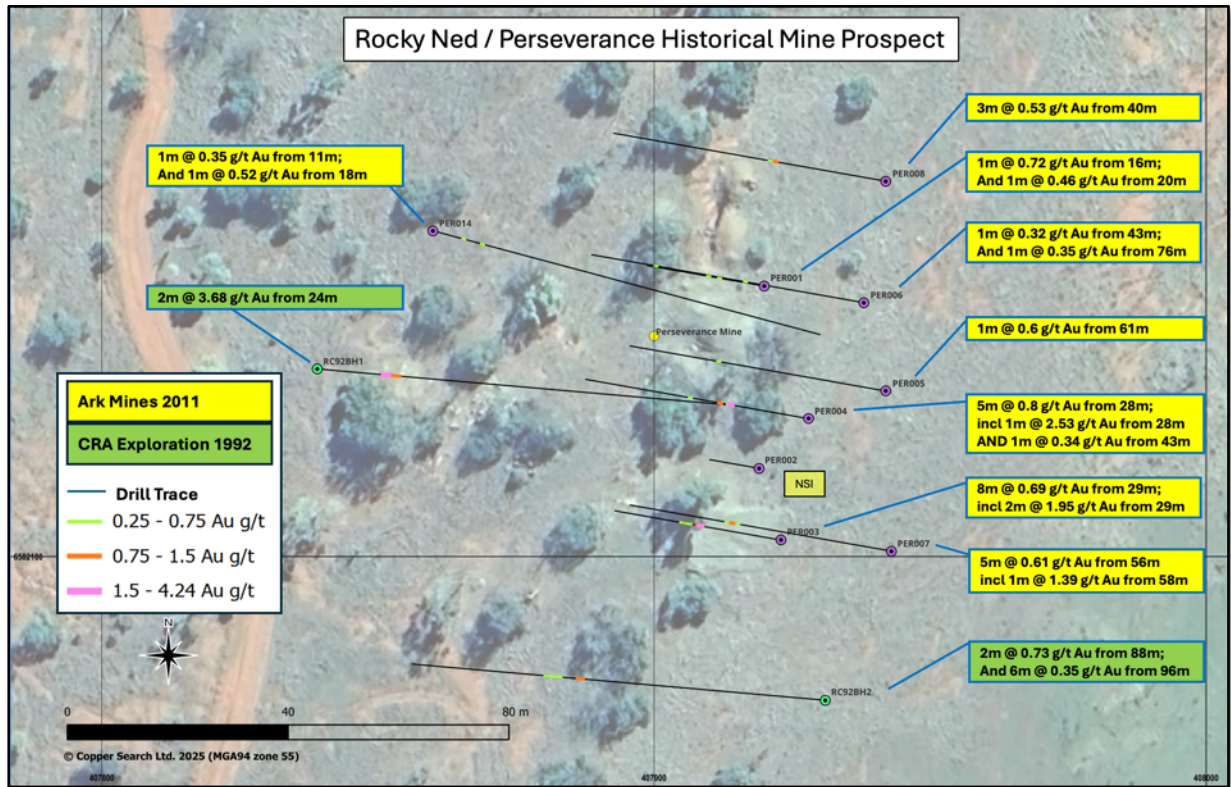 Rocky Ned / Perseverance Historical Mine Prospect
3m @ 0.53 g/t Au from 40m
1m @ 0.35 g/t Au from 11m;
And 1m @ 0.52 g/t Au from 18m
1m @ 0.72 g/t Au from 16m;
And 1m @ 0.46 g/t Au from 20m
PER008
PER014
1m @ 0.32 g/t Au from 43m;
And 1m @ 0.35 g/t Au from 76m
PER001
PER006
2m @ 3.68 g/t Au from 24m
Perseverance Mine
1m @ 0.6 g/t Au from 61m
RC92BH1
PER005
Ark Mines 2011
CRA Exploration 1992
PER004
5m @ 0.8 g/t Au from 28m;
incl 1m @ 2.53 g/t Au from 28m
AND 1m @ 0.34 g/t Au from 43m
PER002
NSI
Drill Trace
0.25 - 0.75 Au g/t
0.75 - 1.5 Au g/t
1.5 - 4.24 Au g/t
8m @ 0.69 g/t Au from 29m;
incl 2m @ 1.95 g/t Au from 29m
PER003
PER007
6582100
5m @ 0.61 g/t Au from 56m
incl 1m @ 1.39 g/t Au from 58m
N
2m @ 0.73 g/t Au from 88m;
And 6m @ 0.35 g/t Au from 96m
RC92BH2
0 40 80 m
© Copper Search Ltd. 2025 (MGA94 zone 55)
407800 407900 408000